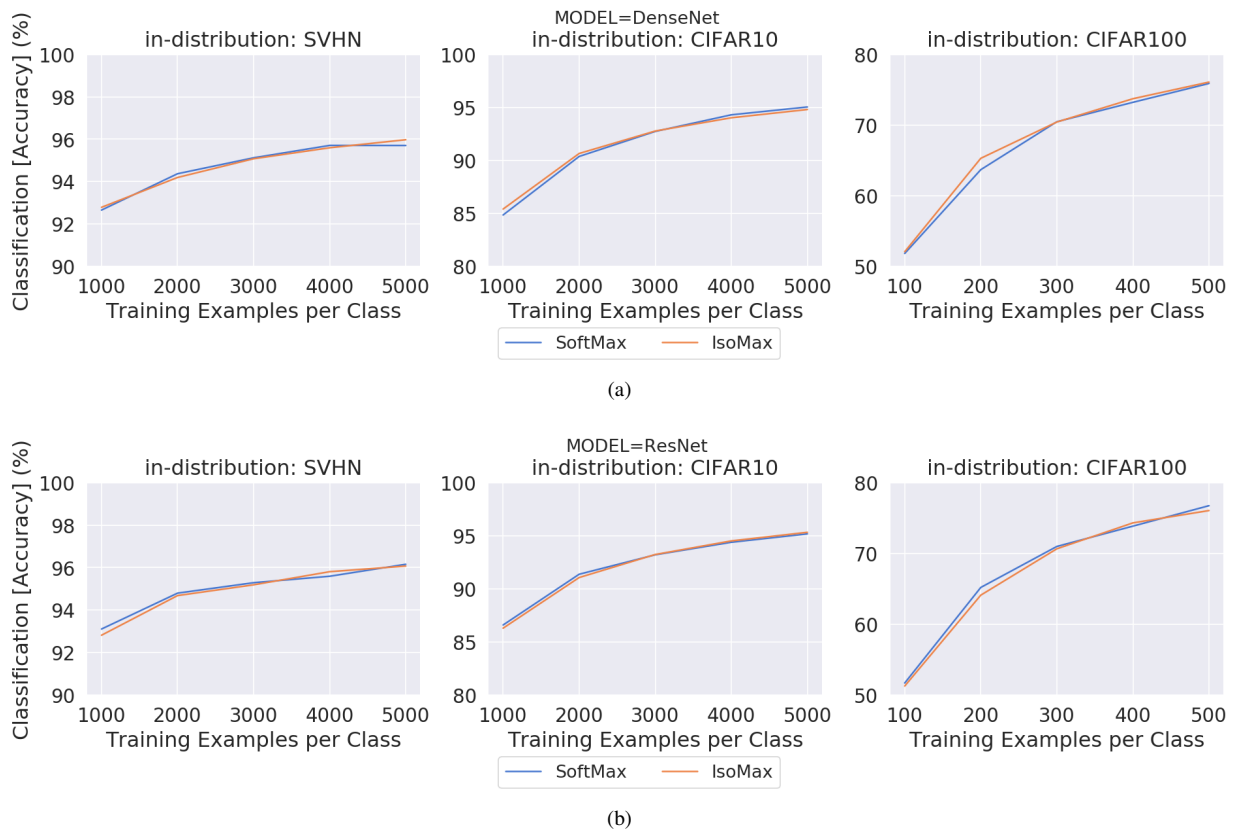 MODEL=DenseNet
in-distribution: SVHN
in-distribution: CIFAR10
in-distribution: CIFAR100
Classification [Accuracy] (%)
100
98
96
94
92
90
1000 2000 3000 4000 5000
Training Examples per Class
100
95
90
85
80
1000 2000 3000 4000 5000
Training Examples per Class
80
70
60
50
100 200 300 400 500
Training Examples per Class
SoftMax IsoMax
(a)
MODEL=ResNet
in-distribution: SVHN
in-distribution: CIFAR10
in-distribution: CIFAR100
Classification [Accuracy] (%)
100
98
96
94
92
90
1000 2000 3000 4000 5000
Training Examples per Class
100
95
90
85
80
1000 2000 3000 4000 5000
Training Examples per Class
80
70
60
50
100 200 300 400 500
Training Examples per Class
SoftMax IsoMax
(b)